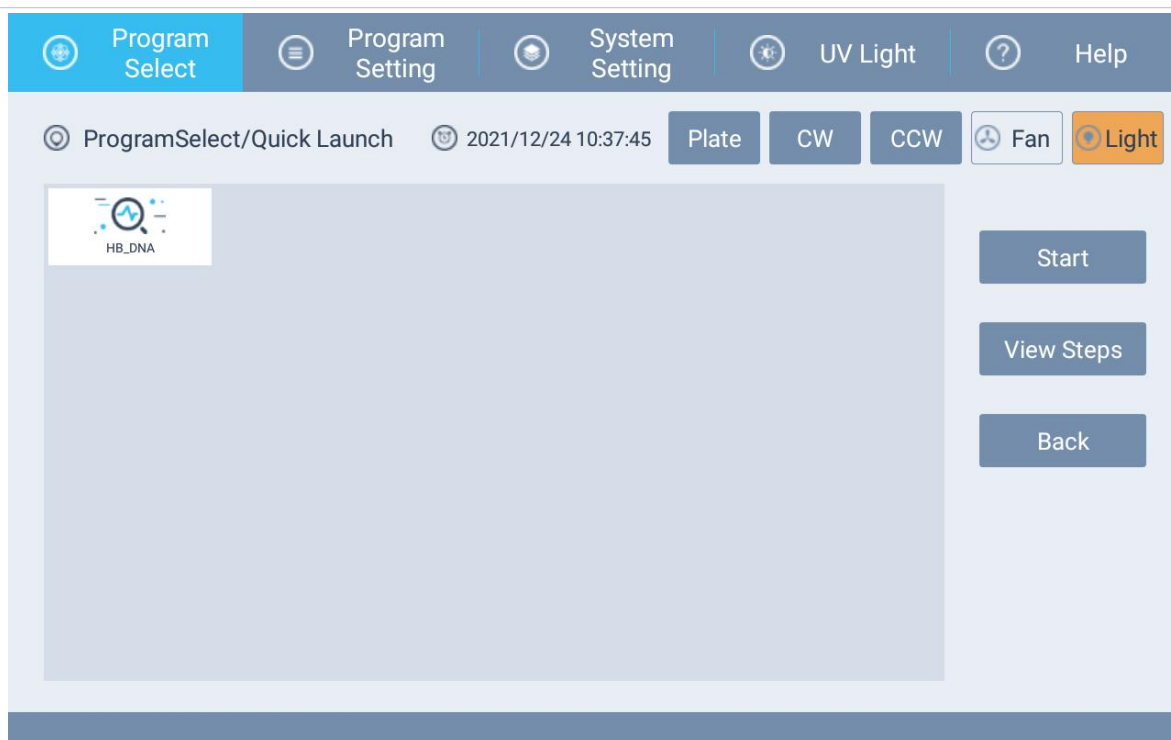 Program
Select
Program
Setting
System
Setting
UV Light
Help
ProgramSelect/Quick Launch
2021/12/24 10:37:45
Plate
CW
CCW
Fan
Light
HB_DNA
Start
View Steps
Back